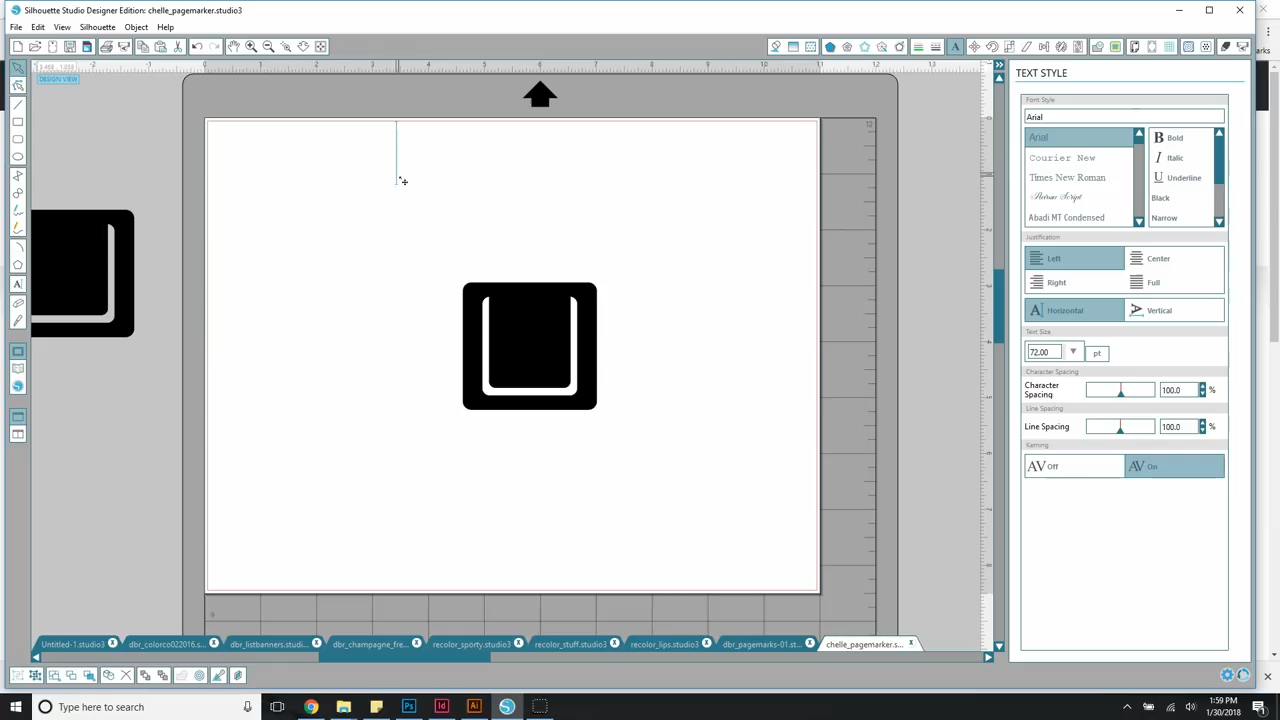 Silhouette Studio Designer Edition: chelle_pagemarker.studio3
File Edit View Silhouette Object Help
DESIGN VIEW
TEXT STYLE
Font Style
Arial
Arial
Courier New
Times New Roman
Abadi MT Condensed
B Bold
I Italic
U Underline
Black
Narrow
Justification
Left
Center
Right
Full
Horizontal
Vertical
Text Size
72.00 pt
Character Spacing
Character
Spacing
100.0 %
Line Spacing
Line Spacing 100.0 %
Kerning
AV Off AV On
Untitled-1.studio3 dbr_colorco022016.s... dbr_listbanners.studi... dbr_champagne_fre... recolor_sporty.studio3 recolor_stuff.studio3 recolor_lips.studio3 dbr_pagemarks-01.st... chelle_pagemarker.s...
Type here to search
1:59 PM
1/30/2018